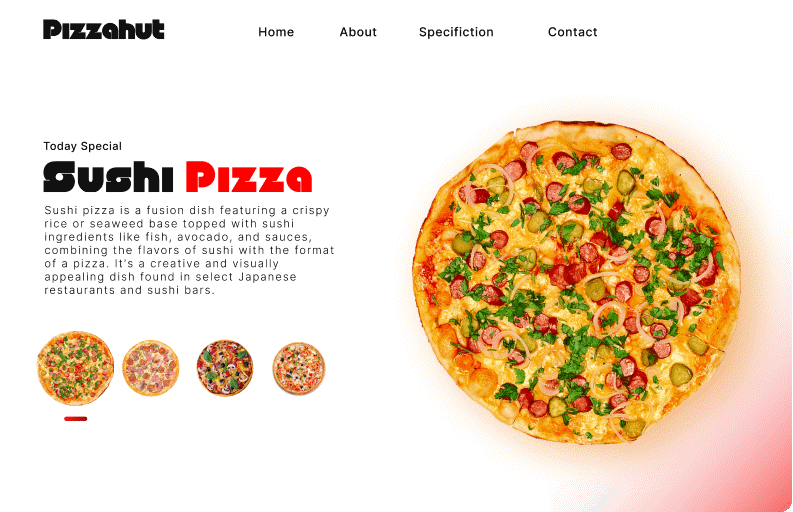 Pizzahut
Home About Specifiction Contact
Today Special
Sushi Pizza
Sushi pizza is a fusion dish featuring a crispy
rice or seaweed base topped with sushi
ingredients like fish, avocado, and sauces,
combining the flavors of sushi with the format
of a pizza. It's a creative and visually
appealing dish found in select Japanese
restaurants and sushi bars.